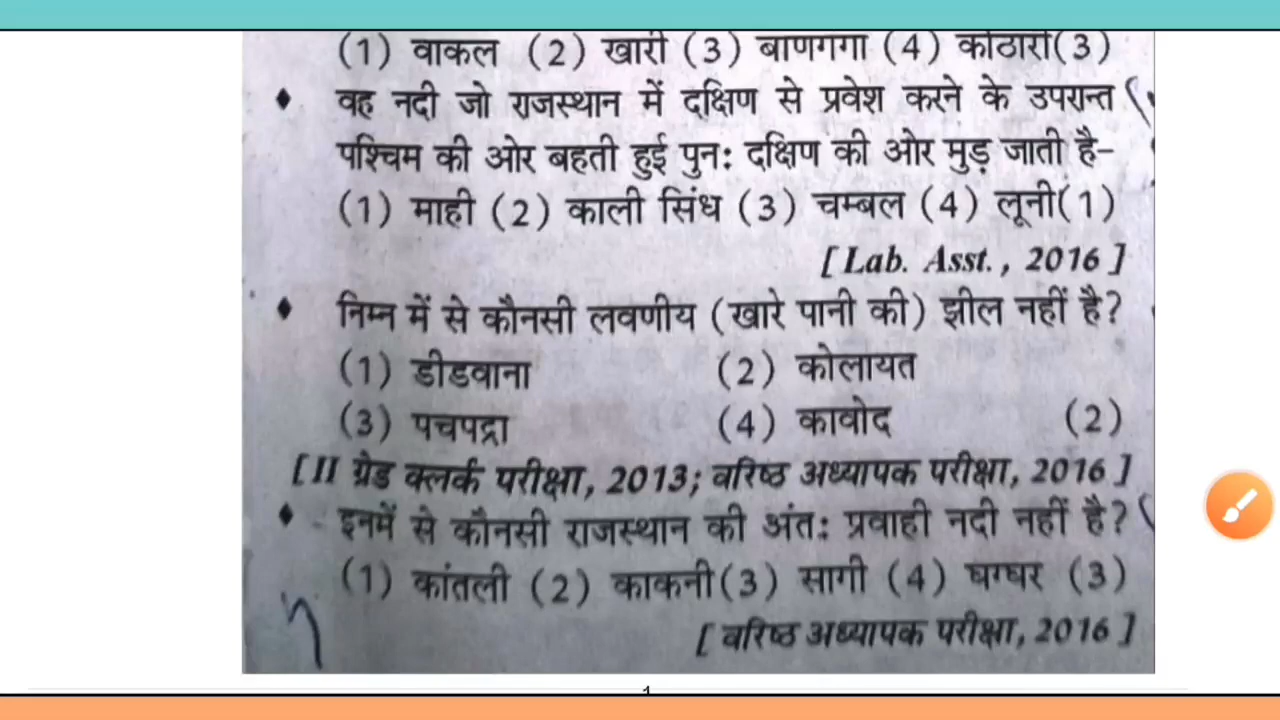 (1) वाकल (2) खारी (3) बाणगंगा (4) कोठारी(3)
♦ वह नदी जो राजस्थान में दक्षिण से प्रवेश करने के उपरान्त
पश्चिम की ओर बहती हुई पुनः दक्षिण की ओर मुड़ जाती है-
(1) माही (2) काली सिंध (3) चम्बल (4) लूनी(1)
[Lab. Asst., 2016]
♦ निम्न में से कौनसी लवणीय (खारे पानी की) झील नहीं है?
(1) डीडवाना (2) कोलायत
(3) पचपद्रा (4) कावोद (2)
[II ग्रेड क्लर्क परीक्षा, 2013; वरिष्ठ अध्यापक परीक्षा, 2016]
♦ इनमें से कौनसी राजस्थान की अंतः प्रवाही नदी नहीं है?
(1) कांतली (2) काकनी(3) सागी (4) घग्घर (3)
[वरिष्ठ अध्यापक परीक्षा, 2016]